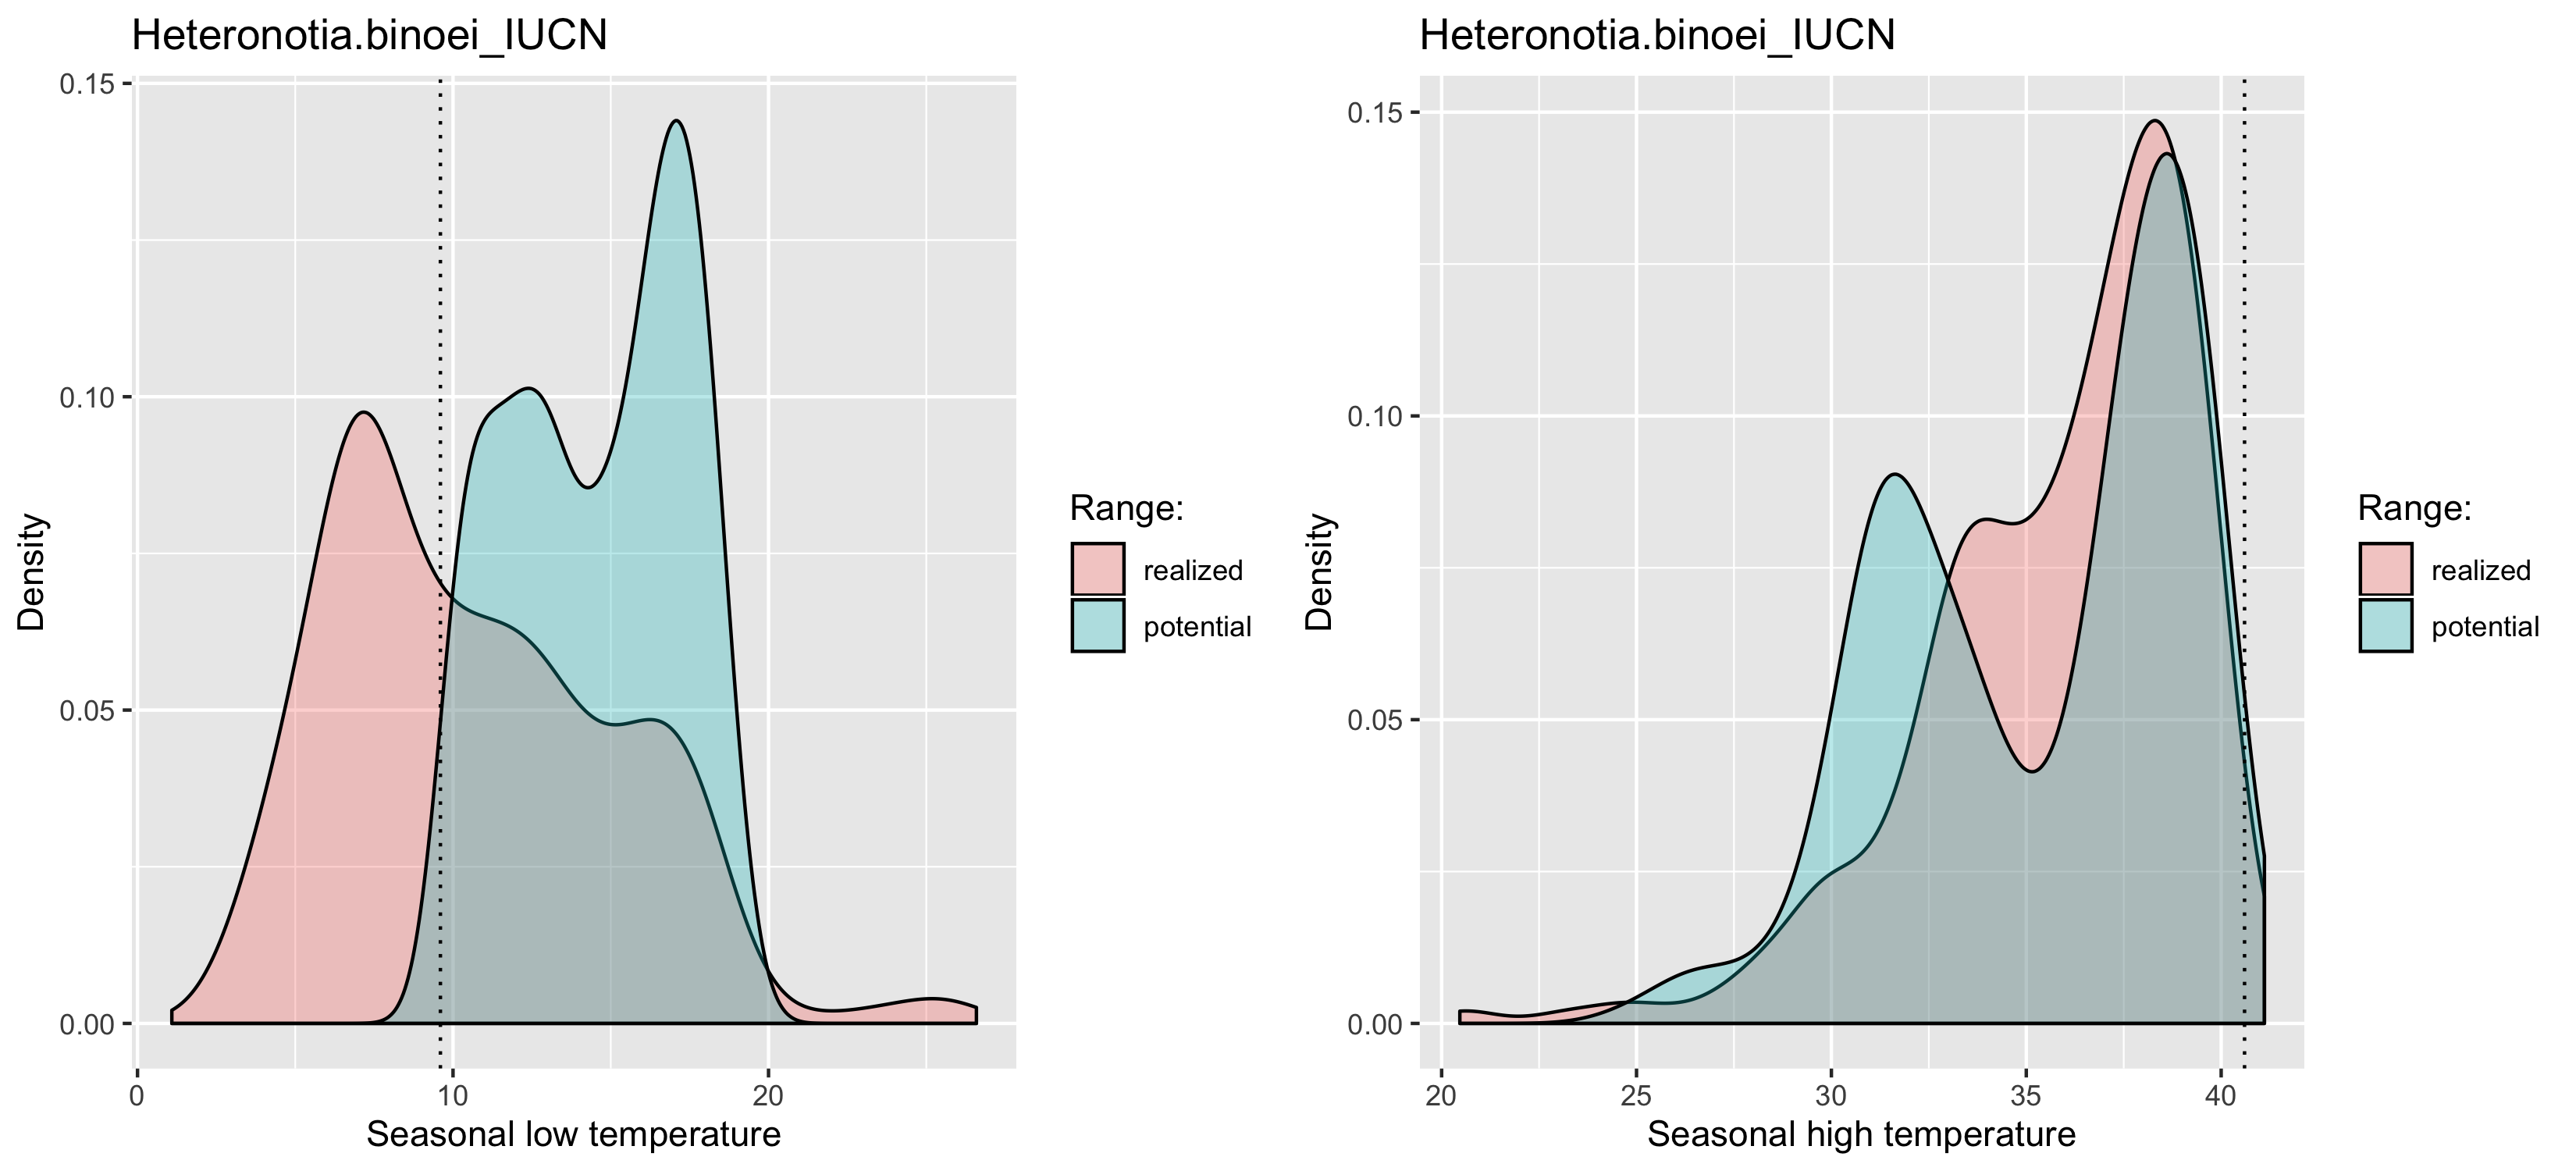 Heteronotia.binoei_IUCN
0.15
0.10
0.05
0.00
Density
0
10
20
Seasonal low temperature
Range:
realized
potential
Heteronotia.binoei_IUCN
0.15
0.10
0.05
0.00
Density
20
25
30
35
40
Seasonal high temperature
Range:
realized
potential